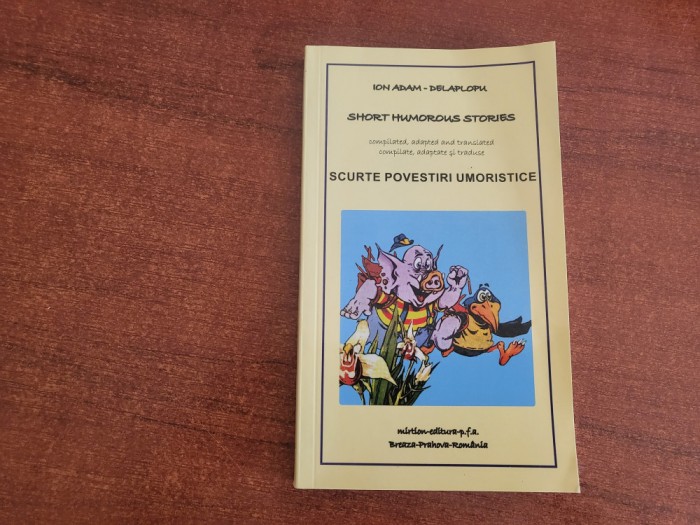 ION ADAM - DELAPLOPU
SHORT HUMOROUS STORIES
compilated, adapted and translated
compilate, adaptate şi traduse
SCURTE POVESTIRI UMORISTICE
mirtion-editura-p.f.a.
Breaza-Prahova-România